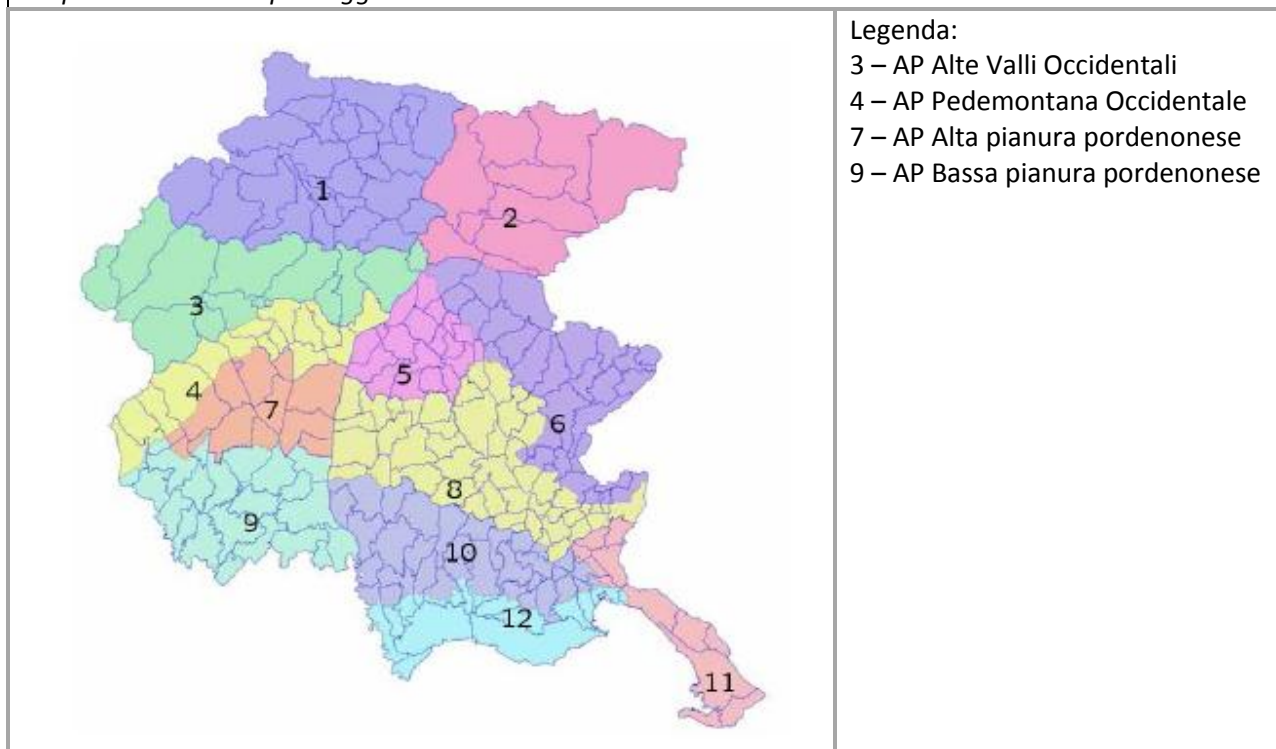 Legenda:
3 – AP Alte Valli Occidentali
4 – AP Pedemontana Occidentale
7 – AP Alta pianura pordenonese
9 – AP Bassa pianura pordenonese
1
2
3
5
4
7
6
8
9
10
12
11